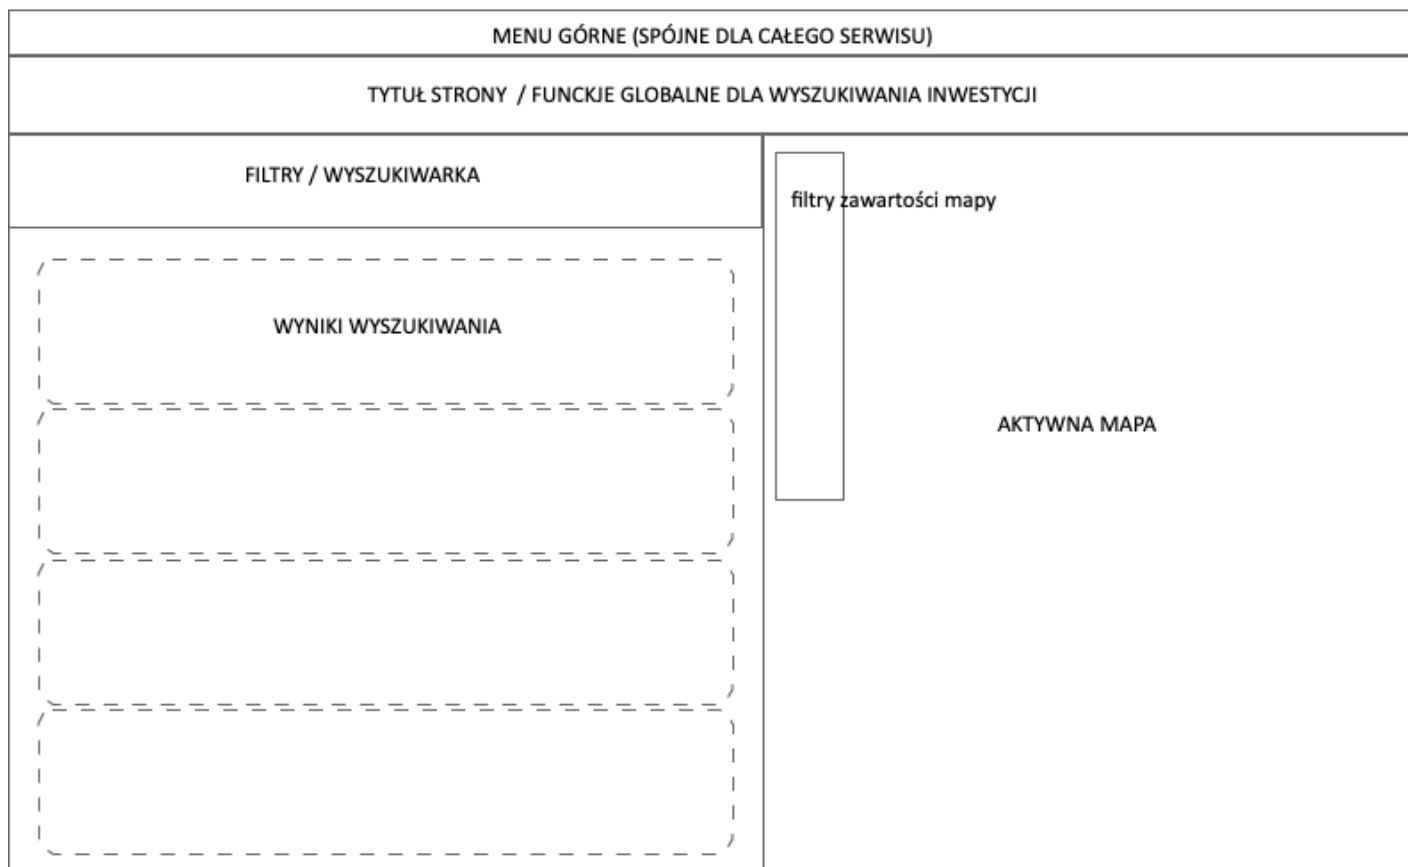 MENU GÓRNE (SPÓJNE DLA CAŁEGO SERWISU)
TYTUŁ STRONY / FUNCKJE GLOBALNE DLA WYSZUKIWANIA INWESTYCJI
FILTRY / WYSZUKIWARKA
filtry zawartości mapy
WYNIKI WYSZUKIWANIA
AKTYWNA MAPA